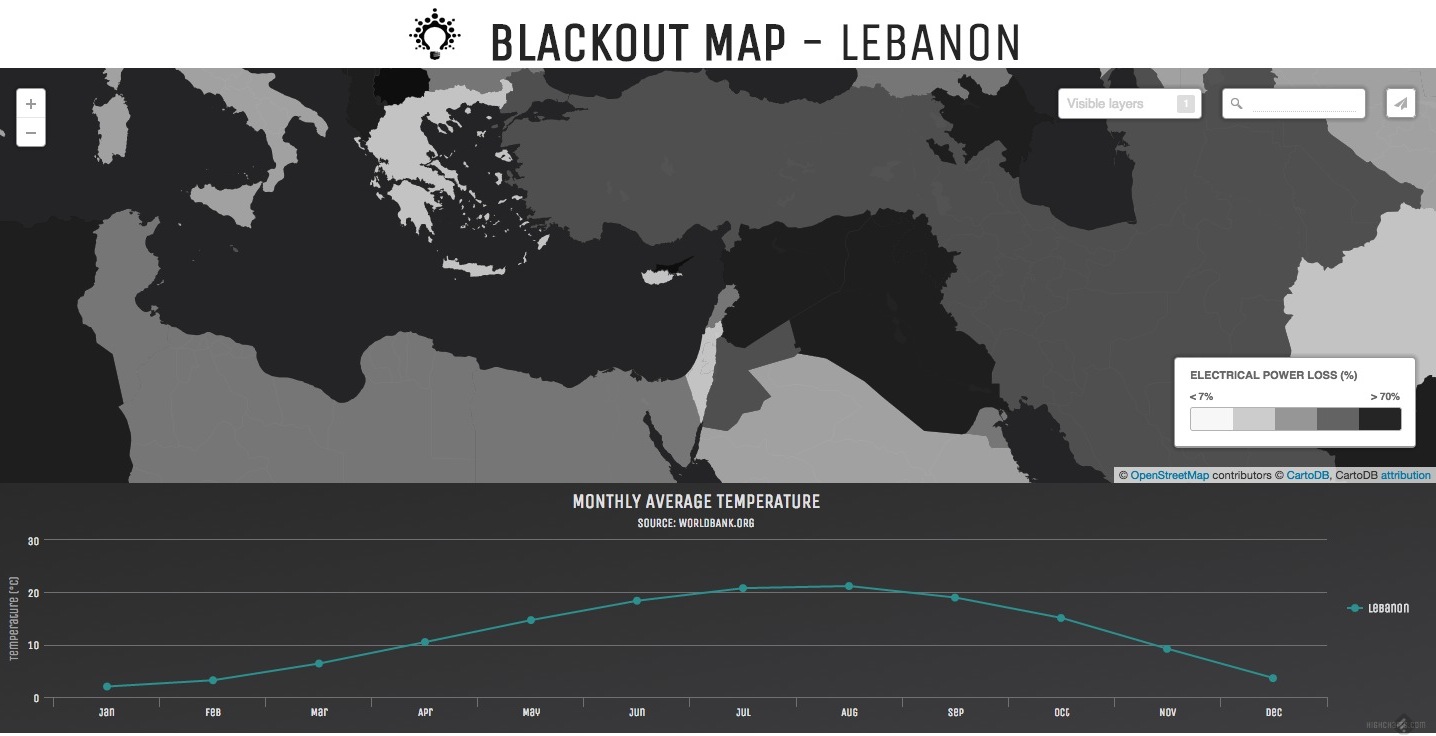 BLACKOUT MAP - LEBANON
+
−
Visible layers 1
ELECTRICAL POWER LOSS (%)
< 7% > 70%
© OpenStreetMap contributors © CartoDB, CartoDB attribution
MONTHLY AVERAGE TEMPERATURE
SOURCE: WORLDBANK.ORG
Temperature (°C)
30
20
10
0
Lebanon
Jan Feb Mar Apr May Jun Jul Aug Sep Oct Nov Dec